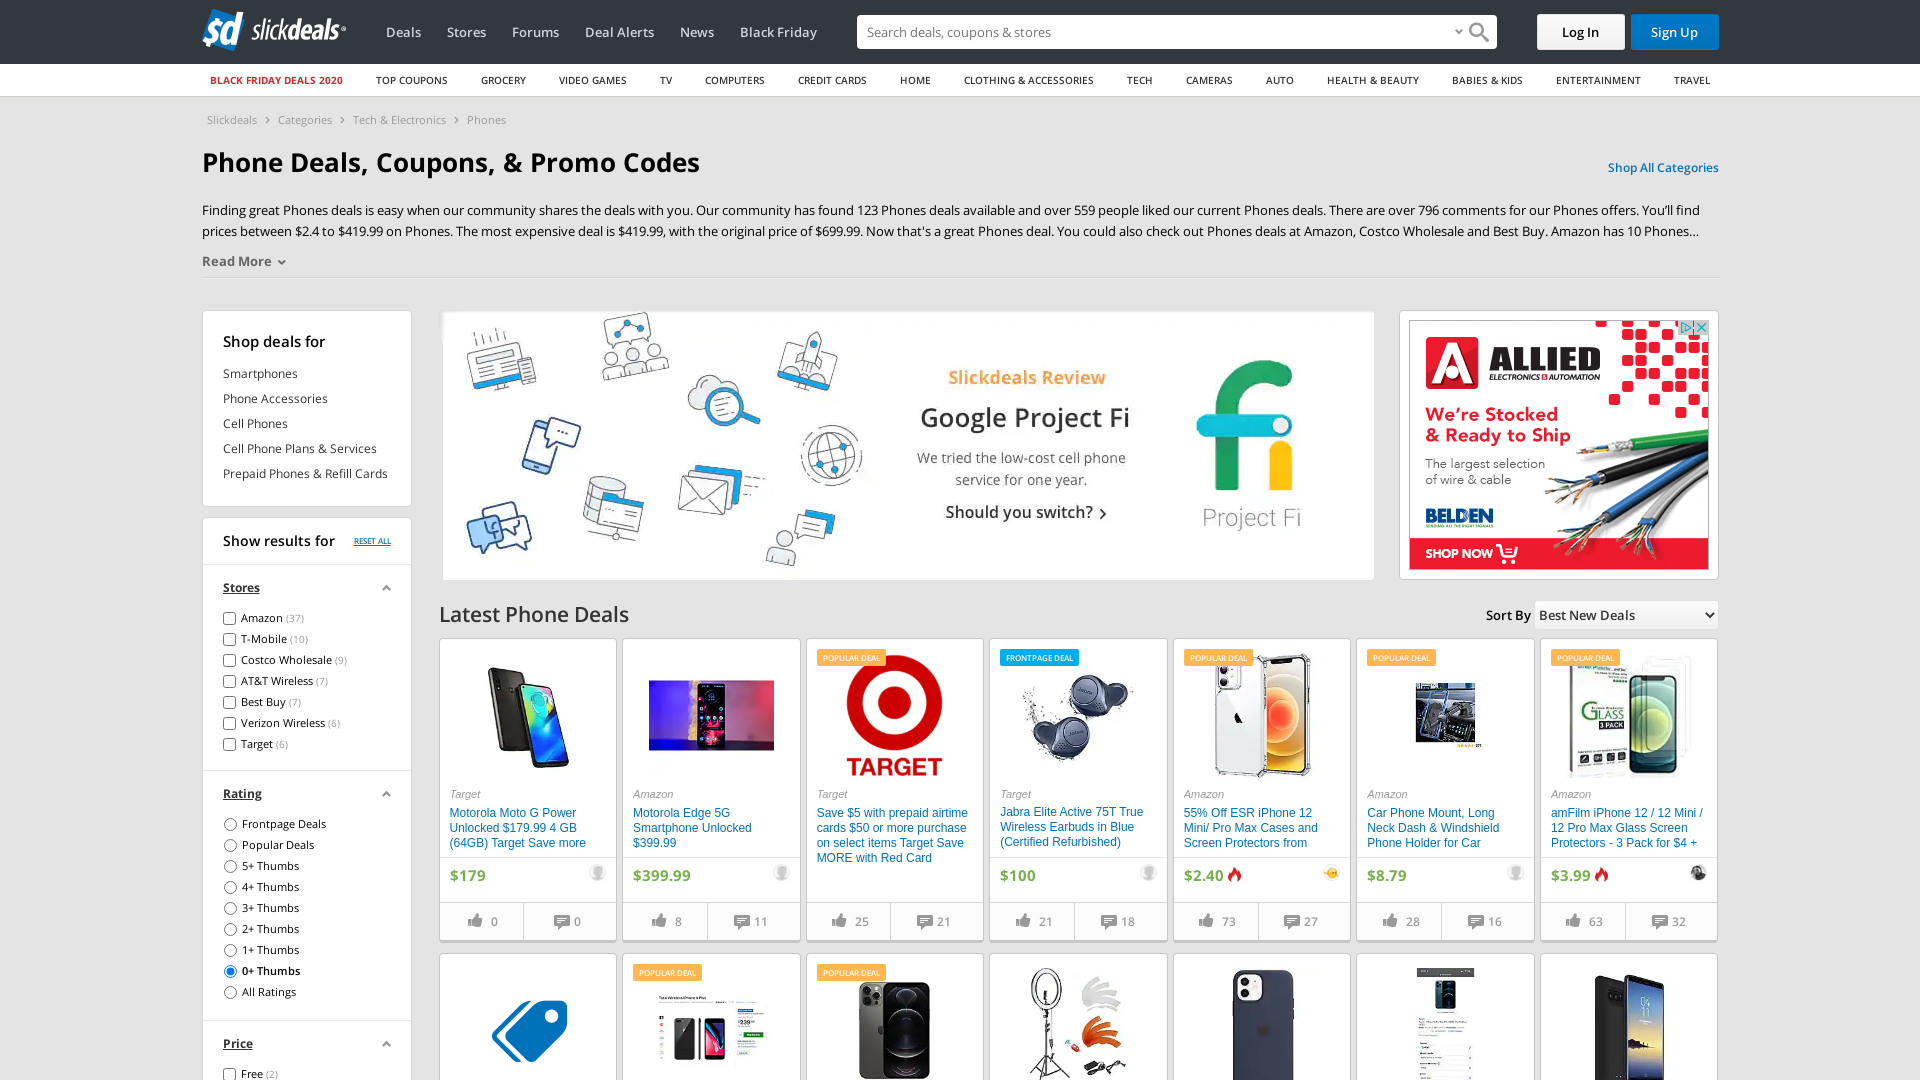 sd slickdeals
Deals
Stores
Forums
Deal Alerts
News
Black Friday
Search deals, coupons & stores
Log In
Sign Up
BLACK FRIDAY DEALS 2020
TOP COUPONS
GROCERY
VIDEO GAMES
TV
COMPUTERS
CREDIT CARDS
HOME
CLOTHING & ACCESSORIES
TECH
CAMERAS
AUTO
HEALTH & BEAUTY
BABIES & KIDS
ENTERTAINMENT
TRAVEL
Slickdeals > Categories > Tech & Electronics > Phones
Phone Deals, Coupons, & Promo Codes
Shop All Categories
Finding great Phones deals is easy when our community shares the deals with you. Our community has found 123 Phones deals available and over 559 people liked our current Phones deals. There are over 796 comments for our Phones offers. You’ll find
prices between $2.4 to $419.99 on Phones. The most expensive deal is $419.99, with the original price of $699.99. Now that's a great Phones deal. You could also check out Phones deals at Amazon, Costco Wholesale and Best Buy. Amazon has 10 Phones…
Read More
Shop deals for
Smartphones
Phone Accessories
Cell Phones
Cell Phone Plans & Services
Prepaid Phones & Refill Cards
Show results for
RESET ALL
Stores
Amazon (37)
T-Mobile (10)
Costco Wholesale (9)
AT&T Wireless (7)
Best Buy (7)
Verizon Wireless (6)
Target (6)
Rating
Frontpage Deals
Popular Deals
5+ Thumbs
4+ Thumbs
3+ Thumbs
2+ Thumbs
1+ Thumbs
0+ Thumbs
All Ratings
Price
Free (2)
Slickdeals Review
Google Project Fi
We tried the low-cost cell phone
service for one year.
Should you switch?
Project Fi
ALLIED
ELECTRONICS & AUTOMATION
We're Stocked
& Ready to Ship
The largest selection
of wire & cable
BELDEN
SENDING ALL THE RIGHT SIGNALS
SHOP NOW
Latest Phone Deals
Sort By
Best New Deals
Target
Motorola Moto G Power
Unlocked $179.99 4 GB
(64GB) Target Save more
$179
0
0
Amazon
Motorola Edge 5G
Smartphone Unlocked
$399.99
$399.99
8
11
POPULAR DEAL
TARGET
Target
Save $5 with prepaid airtime
cards $50 or more purchase
on select items Target Save
MORE with Red Card
25
21
FRONTPAGE DEAL
Target
Jabra Elite Active 75T True
Wireless Earbuds in Blue
(Certified Refurbished)
$100
21
18
POPULAR DEAL
Amazon
55% Off ESR iPhone 12
Mini/ Pro Max Cases and
Screen Protectors from
$2.40
73
27
POPULAR DEAL
Amazon
Car Phone Mount, Long
Neck Dash & Windshield
Phone Holder for Car
$8.79
28
16
POPULAR DEAL
GLASS
3 PACK
Amazon
amFilm iPhone 12 / 12 Mini /
12 Pro Max Glass Screen
Protectors - 3 Pack for $4 +
$3.99
63
32
POPULAR DEAL
POPULAR DEAL